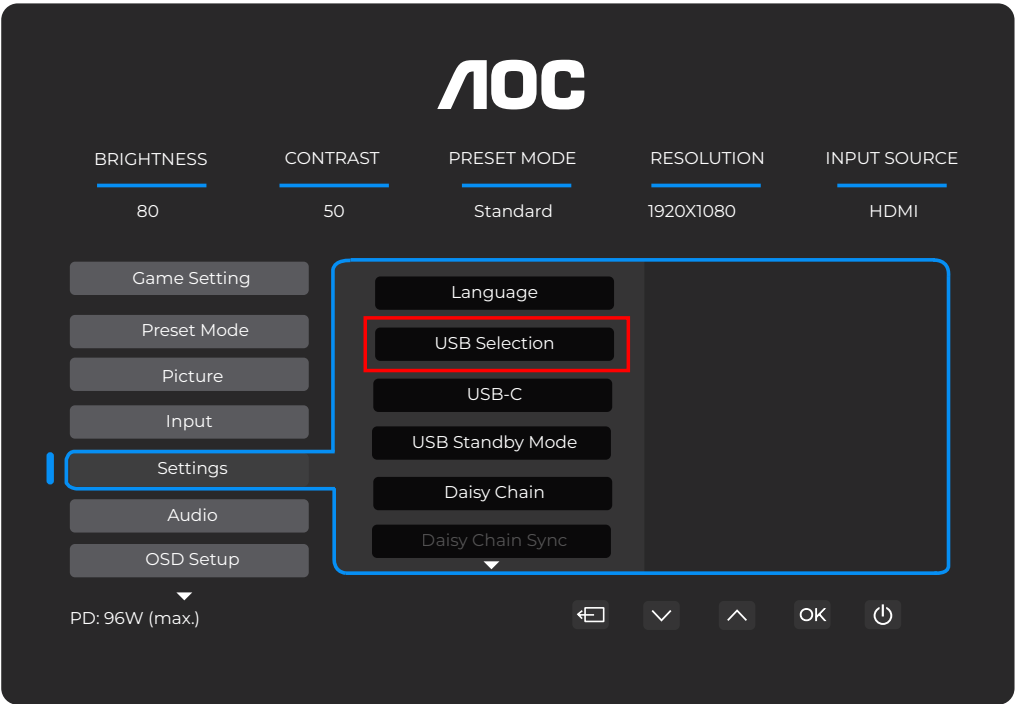 AOC
BRIGHTNESS CONTRAST PRESET MODE RESOLUTION INPUT SOURCE
80 50 Standard 1920X1080 HDMI
Game Setting
Preset Mode
Picture
Input
Settings
Audio
OSD Setup
PD: 96W (max.)
Language
USB Selection
USB-C
USB Standby Mode
Daisy Chain
Daisy Chain Sync
OK